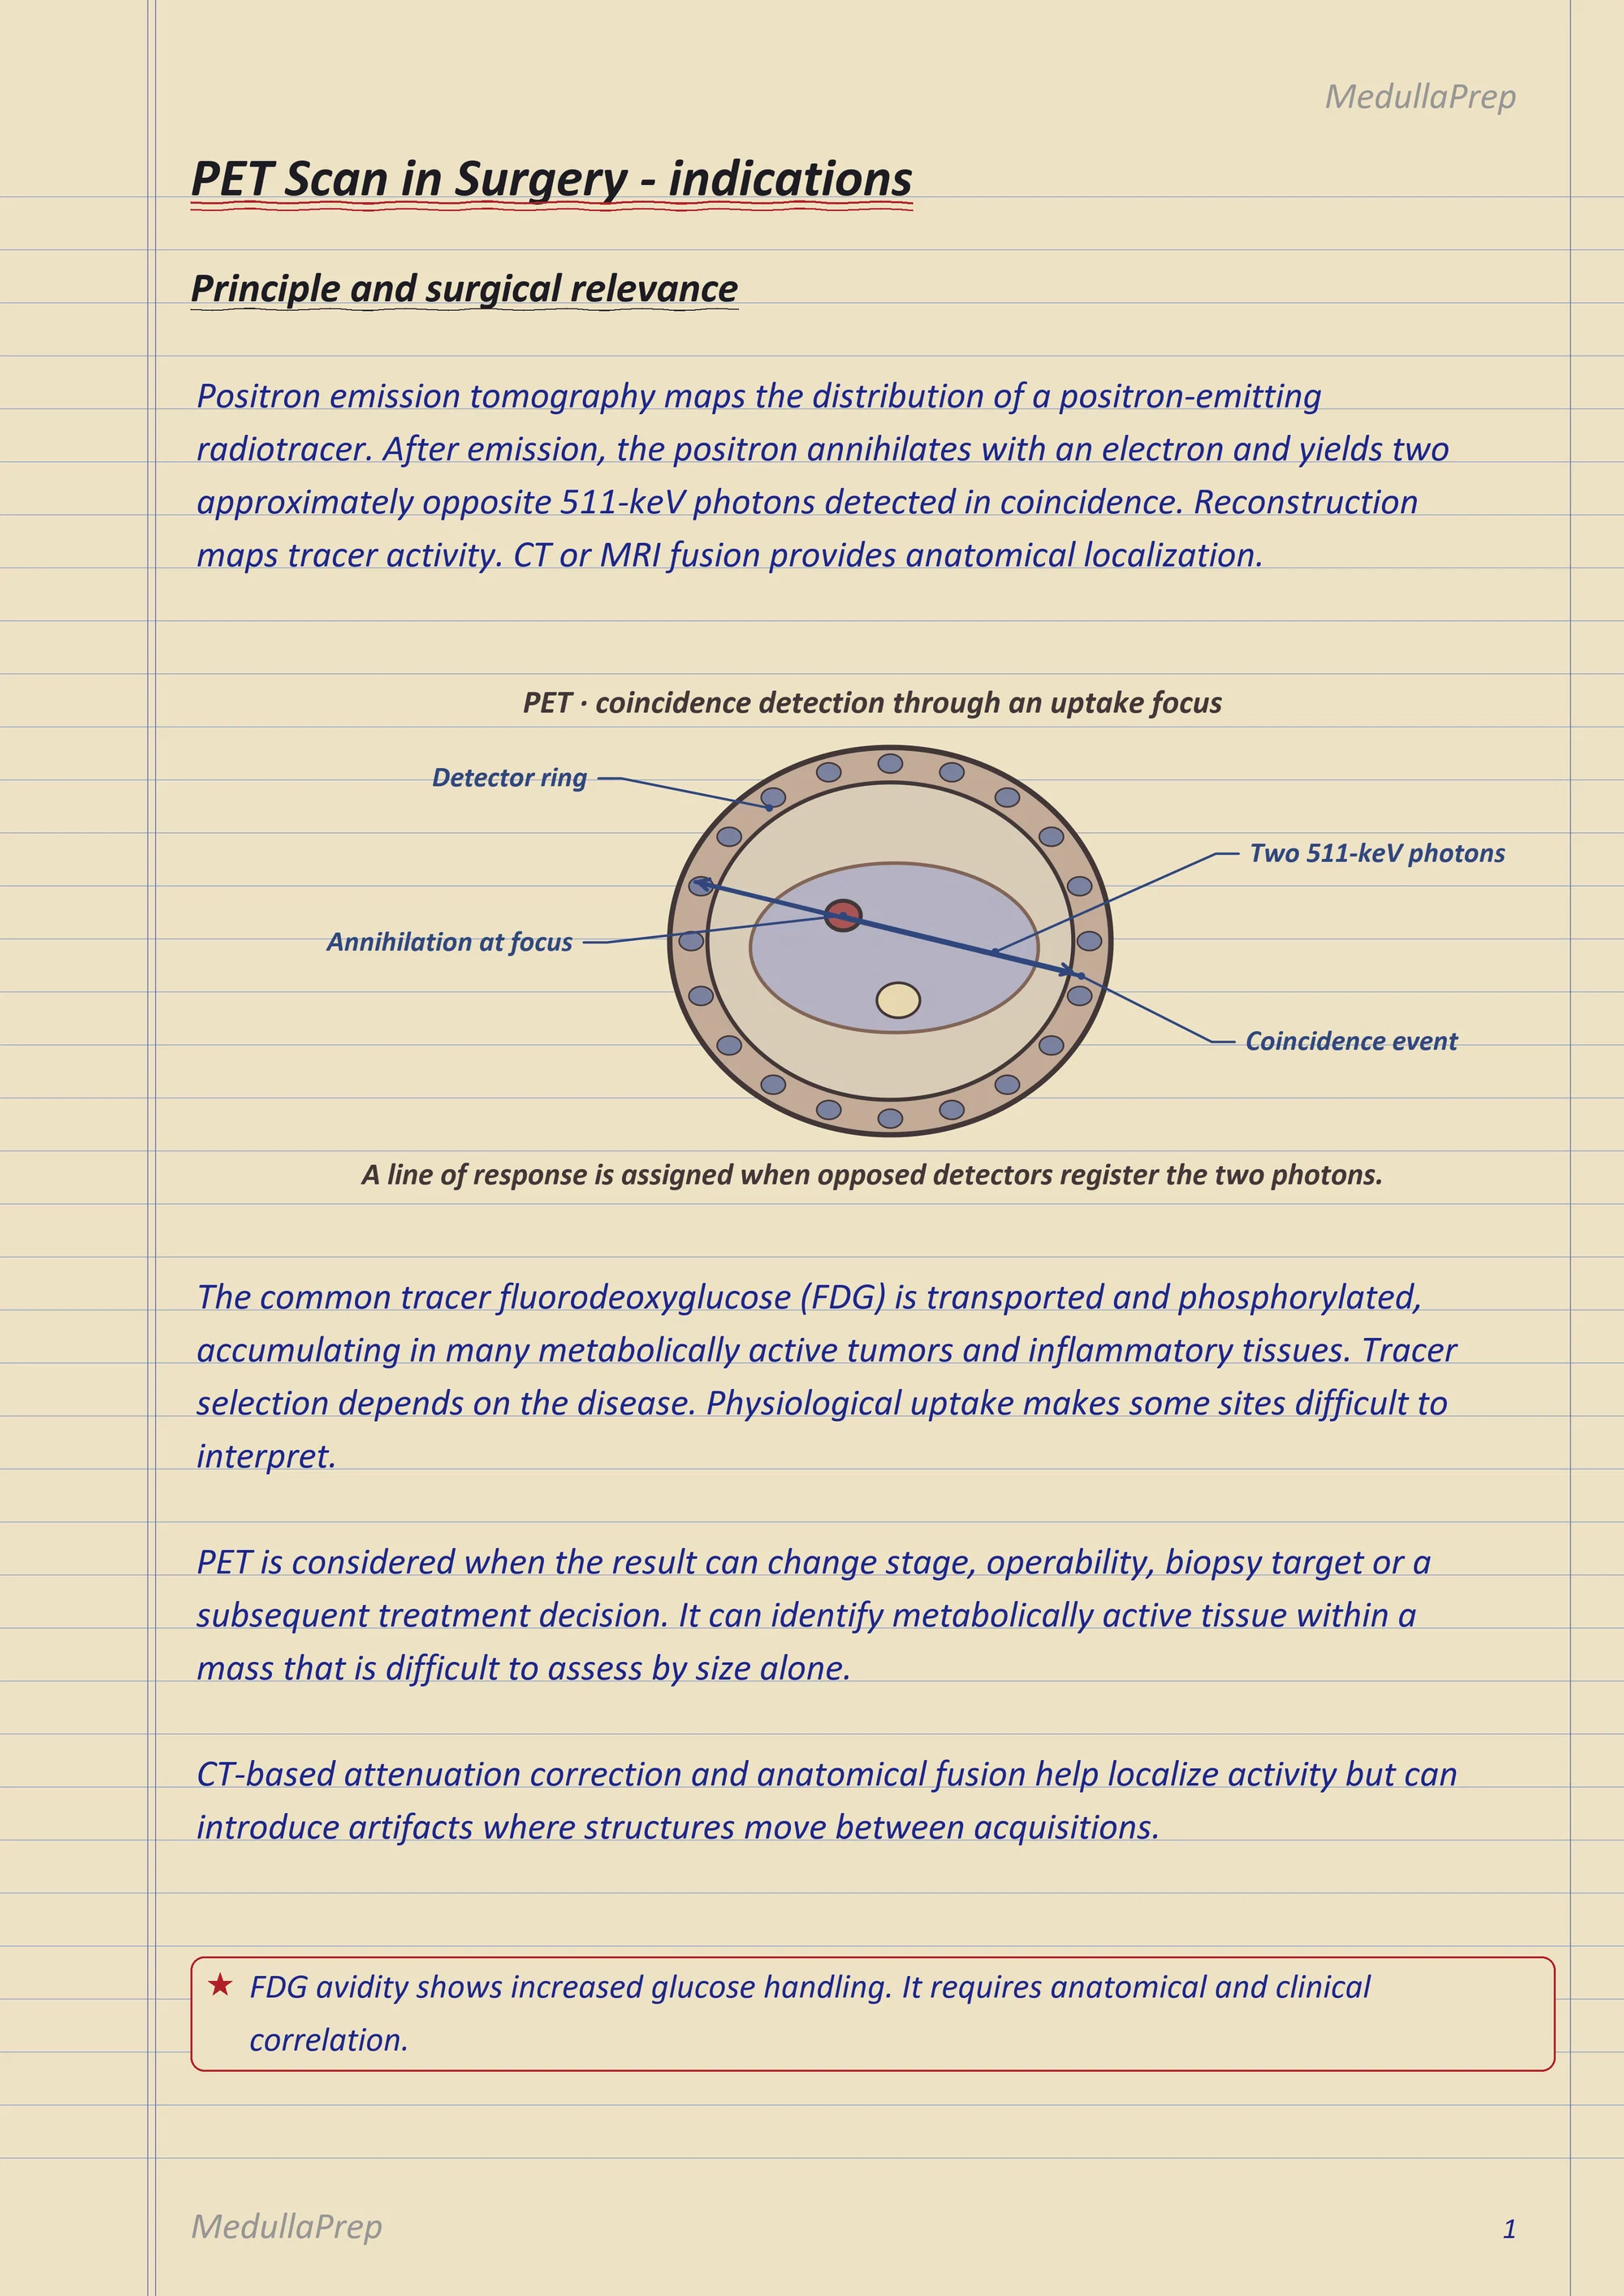 MedullaPrep
PET Scan in Surgery - indications
Principle and surgical relevance
Positron emission tomography maps the distribution of a positron-emitting
radiotracer. After emission, the positron annihilates with an electron and yields two
approximately opposite 511-keV photons detected in coincidence. Reconstruction
maps tracer activity. CT or MRI fusion provides anatomical localization.
PET · coincidence detection through an uptake focus
Detector ring
Two 511-keV photons
Annihilation at focus
Coincidence event
A line of response is assigned when opposed detectors register the two photons.
The common tracer fluorodeoxyglucose (FDG) is transported and phosphorylated,
accumulating in many metabolically active tumors and inflammatory tissues. Tracer
selection depends on the disease. Physiological uptake makes some sites difficult to
interpret.
PET is considered when the result can change stage, operability, biopsy target or a
subsequent treatment decision. It can identify metabolically active tissue within a
mass that is difficult to assess by size alone.
CT-based attenuation correction and anatomical fusion help localize activity but can
introduce artifacts where structures move between acquisitions.
★ FDG avidity shows increased glucose handling. It requires anatomical and clinical
correlation.
MedullaPrep
1